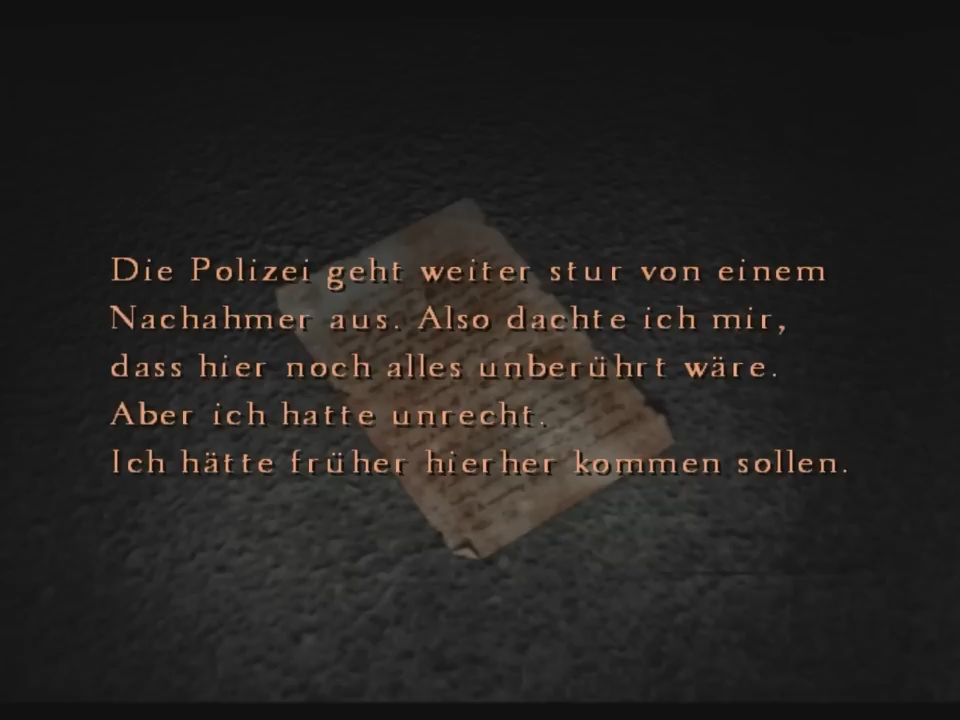 Die Polizei geht weiter stur von einem
Nachahmer aus. Also dachte ich mir,
dass hier noch alles unberührt wäre.
Aber ich hatte unrecht.
Ich hätte früher hierher kommen sollen.